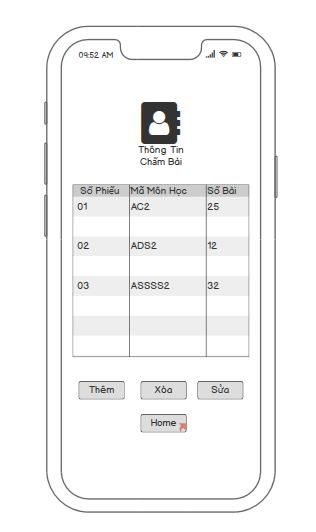 09:52 AM
Thông Tin
Chấm Bài
Số Phiếu Mã Môn Học Số Bài
01 AC2 25
02 ADS2 12
03 ASSSS2 32
Thêm Xòa Sửa
Home